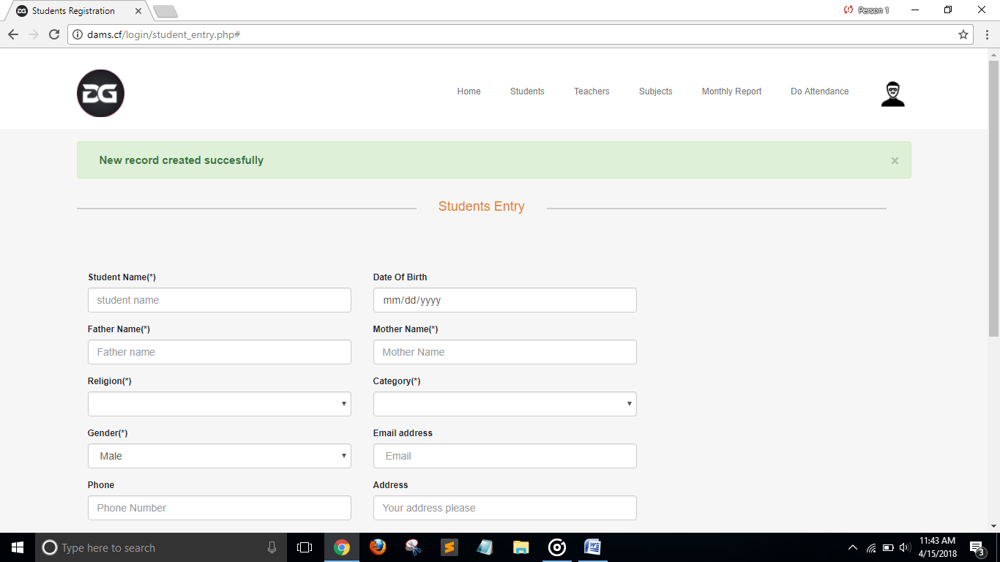 Students Registration
Person 1
dams.cf/login/student_entry.php#
DG
Home Students Teachers Subjects Monthly Report Do Attendance
New record created succesfully ×
Students Entry
Student Name(*) Date Of Birth
student name mm/dd/yyyy
Father Name(*) Mother Name(*)
Father name Mother Name
Religion(*) Category(*)
Gender(*) Email address
Male Email
Phone Address
Phone Number Your address please
Type here to search
11:43 AM
4/15/2018
3